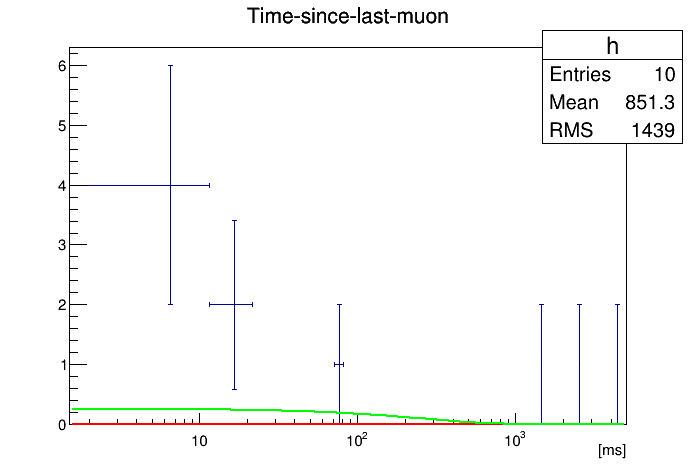 Time-since-last-muon
h
Entries 10
Mean 851.3
RMS 1439
6
5
4
3
2
1
0
10
10²
10³
[ms]